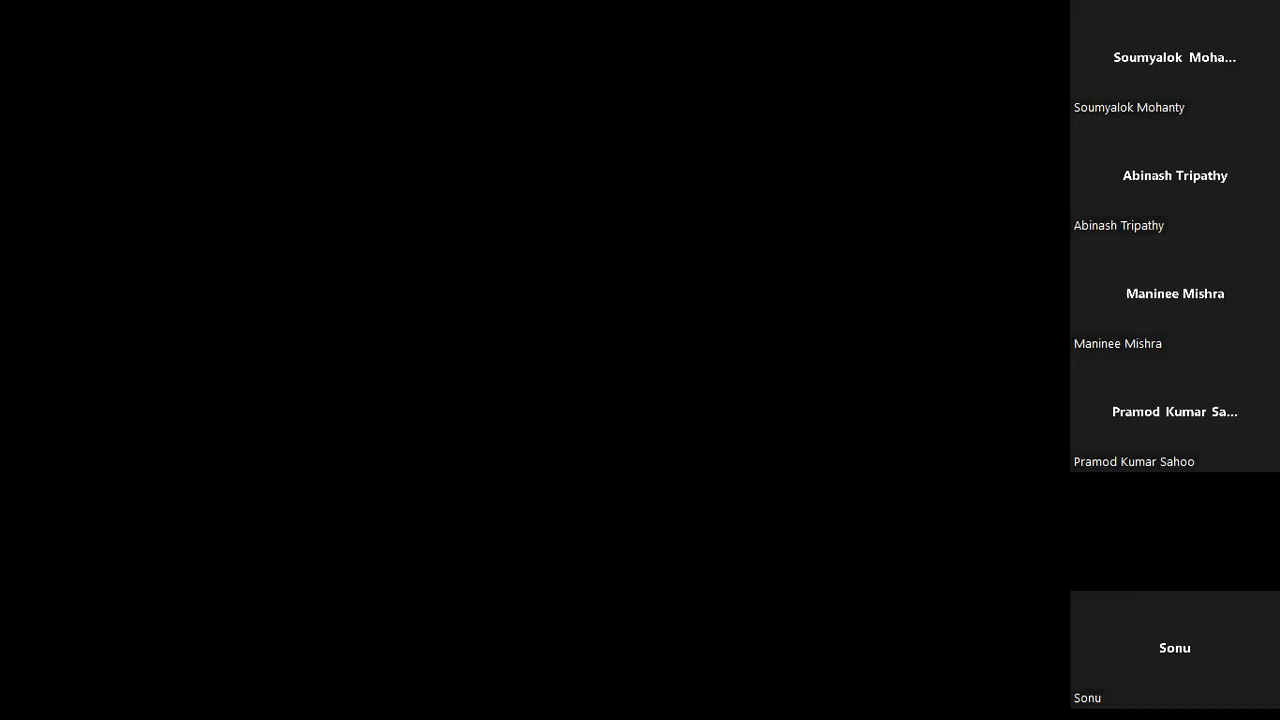 Soumyalok Moha...
Soumyalok Mohanty
Abinash Tripathy
Abinash Tripathy
Maninee Mishra
Maninee Mishra
Pramod Kumar Sa...
Pramod Kumar Sahoo
Sonu
Sonu